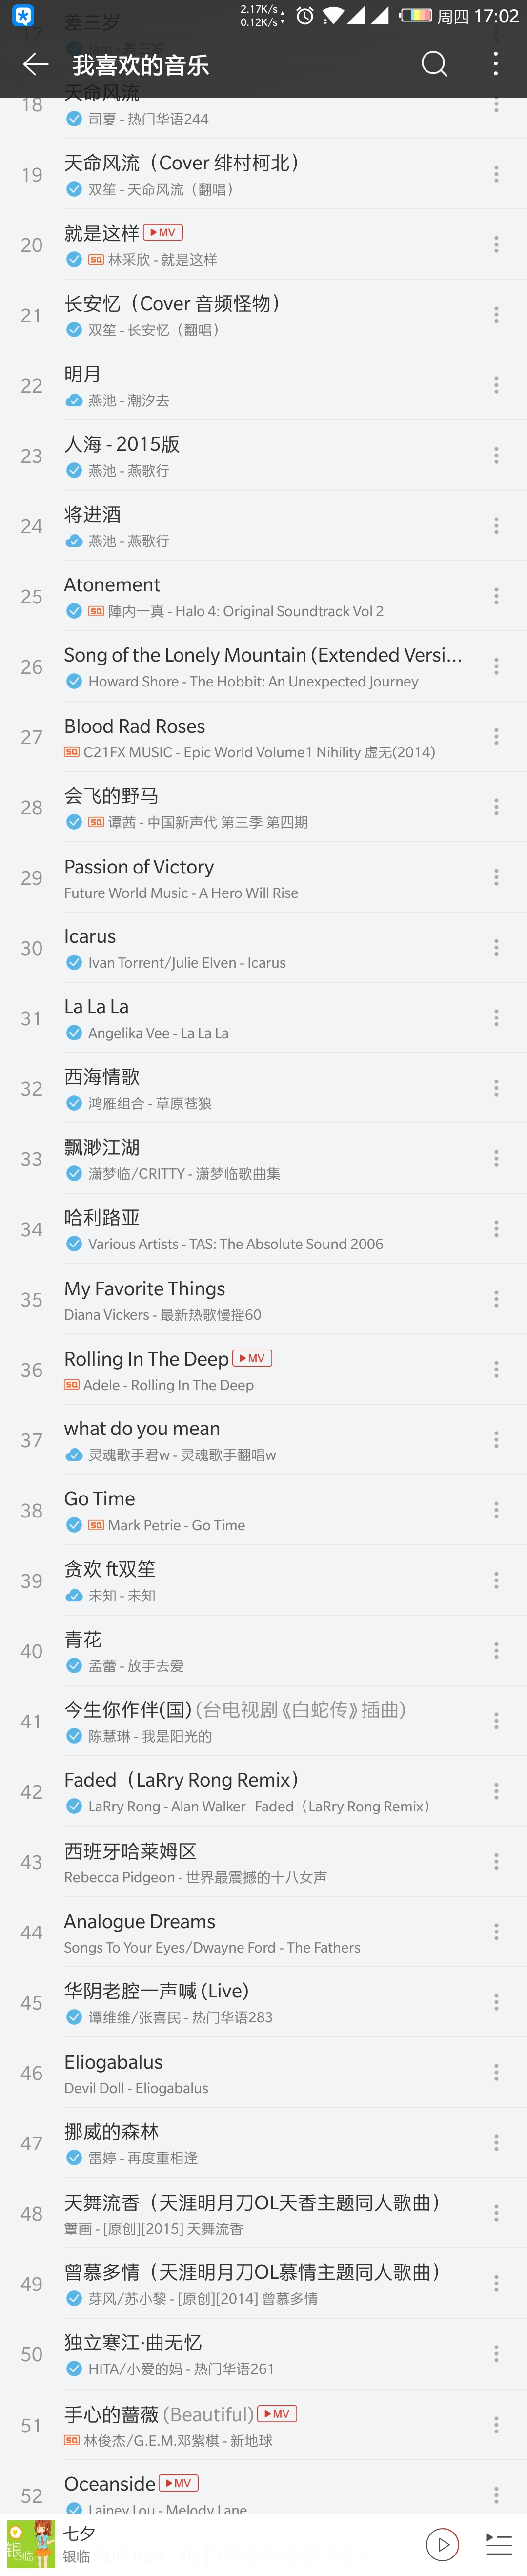 2.17K/s
0.12K/s
周四 17:02
17
差三岁
Jam - 差三岁
我喜欢的音乐
18
天命风流
司夏 - 热门华语244
19
天命风流（Cover 绯村柯北）
双笙 - 天命风流（翻唱）
20
就是这样 MV
SQ 林采欣 - 就是这样
21
长安忆（Cover 音频怪物）
双笙 - 长安忆（翻唱）
22
明月
燕池 - 潮汐去
23
人海 - 2015版
燕池 - 燕歌行
24
将进酒
燕池 - 燕歌行
25
Atonement
SQ 陣内一真 - Halo 4: Original Soundtrack Vol 2
26
Song of the Lonely Mountain (Extended Versi...
Howard Shore - The Hobbit: An Unexpected Journey
27
Blood Rad Roses
SQ C21FX MUSIC - Epic World Volume1 Nihility 虚无(2014)
28
会飞的野马
SQ 谭茜 - 中国新声代 第三季 第四期
29
Passion of Victory
Future World Music - A Hero Will Rise
30
Icarus
Ivan Torrent/Julie Elven - Icarus
31
La La La
Angelika Vee - La La La
32
西海情歌
鸿雁组合 - 草原苍狼
33
飘渺江湖
潇梦临/CRITTY - 潇梦临歌曲集
34
哈利路亚
Various Artists - TAS: The Absolute Sound 2006
35
My Favorite Things
Diana Vickers - 最新热歌慢摇60
36
Rolling In The Deep MV
SQ Adele - Rolling In The Deep
37
what do you mean
灵魂歌手君w - 灵魂歌手翻唱w
38
Go Time
SQ Mark Petrie - Go Time
39
贪欢 ft双笙
未知 - 未知
40
青花
孟蕾 - 放手去爱
41
今生你作伴(国) (台电视剧《白蛇传》插曲)
陈慧琳 - 我是阳光的
42
Faded（LaRry Rong Remix）
LaRry Rong - Alan Walker Faded（LaRry Rong Remix）
43
西班牙哈莱姆区
Rebecca Pidgeon - 世界最震撼的十八女声
44
Analogue Dreams
Songs To Your Eyes/Dwayne Ford - The Fathers
45
华阴老腔一声喊 (Live)
谭维维/张喜民 - 热门华语283
46
Eliogabalus
Devil Doll - Eliogabalus
47
挪威的森林
雷婷 - 再度重相逢
48
天舞流香（天涯明月刀OL天香主题同人歌曲）
簟画 - [原创][2015] 天舞流香
49
曾慕多情（天涯明月刀OL慕情主题同人歌曲）
芽风/苏小黎 - [原创][2014] 曾慕多情
50
独立寒江·曲无忆
HITA/小爱的妈 - 热门华语261
51
手心的蔷薇 (Beautiful) MV
SQ 林俊杰/G.E.M.邓紫棋 - 新地球
52
Oceanside MV
Lainey Lou - Melody Lane
七夕
银临